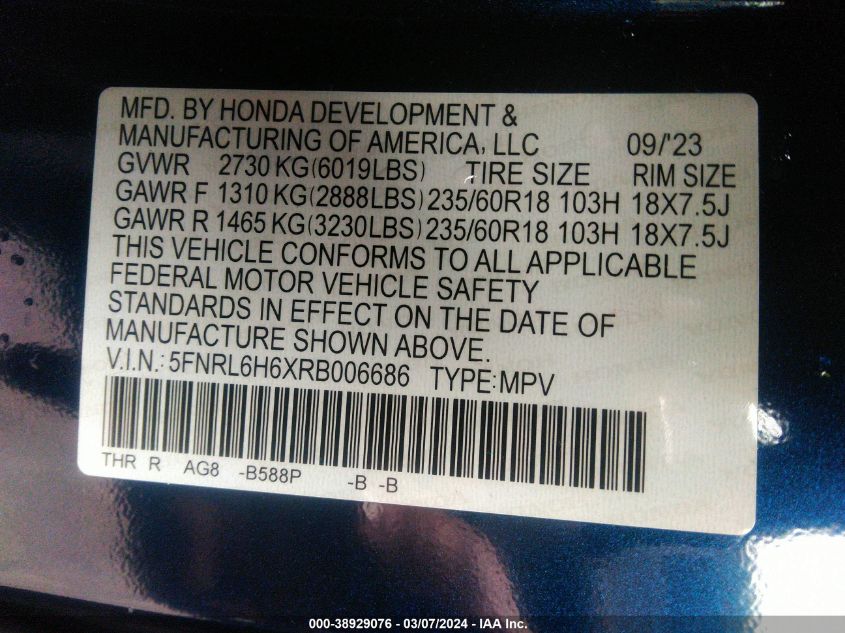 MFD. BY HONDA DEVELOPMENT &
MANUFACTURING OF AMERICA, LLC 09/'23
GVWR 2730 KG(6019LBS) TIRE SIZE RIM SIZE
GAWR F 1310 KG(2888LBS) 235/60R18 103H 18X7.5J
GAWR R 1465 KG(3230LBS) 235/60R18 103H 18X7.5J
THIS VEHICLE CONFORMS TO ALL APPLICABLE
FEDERAL MOTOR VEHICLE SAFETY
STANDARDS IN EFFECT ON THE DATE OF
MANUFACTURE SHOWN ABOVE.
V.I.N.: 5FNRL6H6XRB006686 TYPE: MPV
THR R AG8 -B588P -B -B
000-38929076 - 03/07/2024 - IAA Inc.